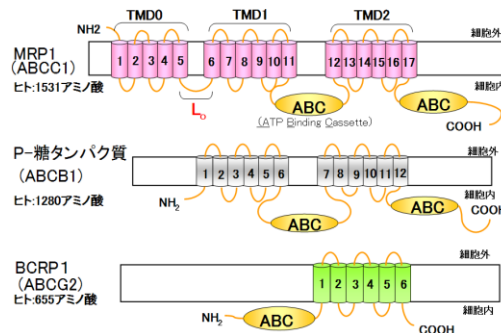 TMD0 TMD1 TMD2
NH2 細胞外
MRP1
(ABCC1)
ヒト:1531アミノ酸
1 2 3 4 5 6 7 8 9 10 11 12 13 14 15 16 17
細胞内
L₀
ABC ABC
(ATP Binding Cassette)
COOH
P-糖タンパク質
(ABCB1)
ヒト:1280アミノ酸
細胞外
1 2 3 4 5 6 7 8 9 10 11 12
細胞内
NH₂ COOH
ABC ABC
BCRP1
(ABCG2)
ヒト:655アミノ酸
細胞外
1 2 3 4 5 6
細胞内
NH₂ ABC COOH